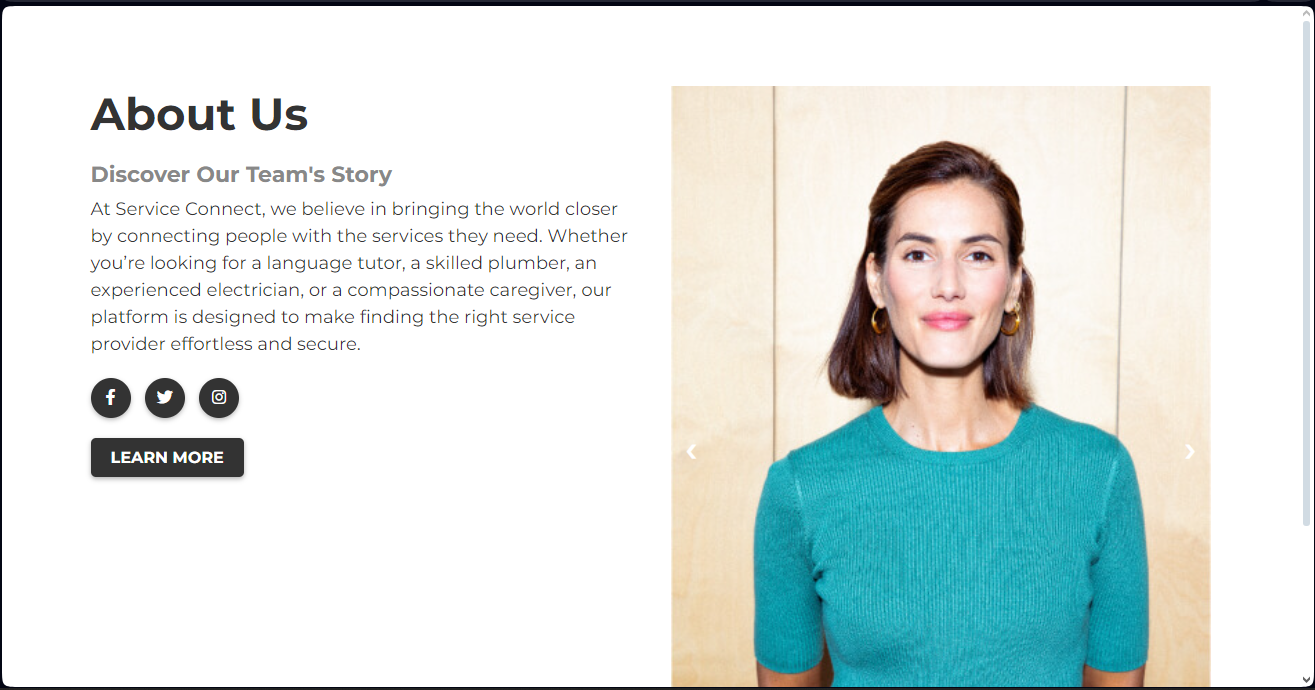 About Us
Discover Our Team's Story
At Service Connect, we believe in bringing the world closer
by connecting people with the services they need. Whether
you’re looking for a language tutor, a skilled plumber, an
experienced electrician, or a compassionate caregiver, our
platform is designed to make finding the right service
provider effortless and secure.
LEARN MORE